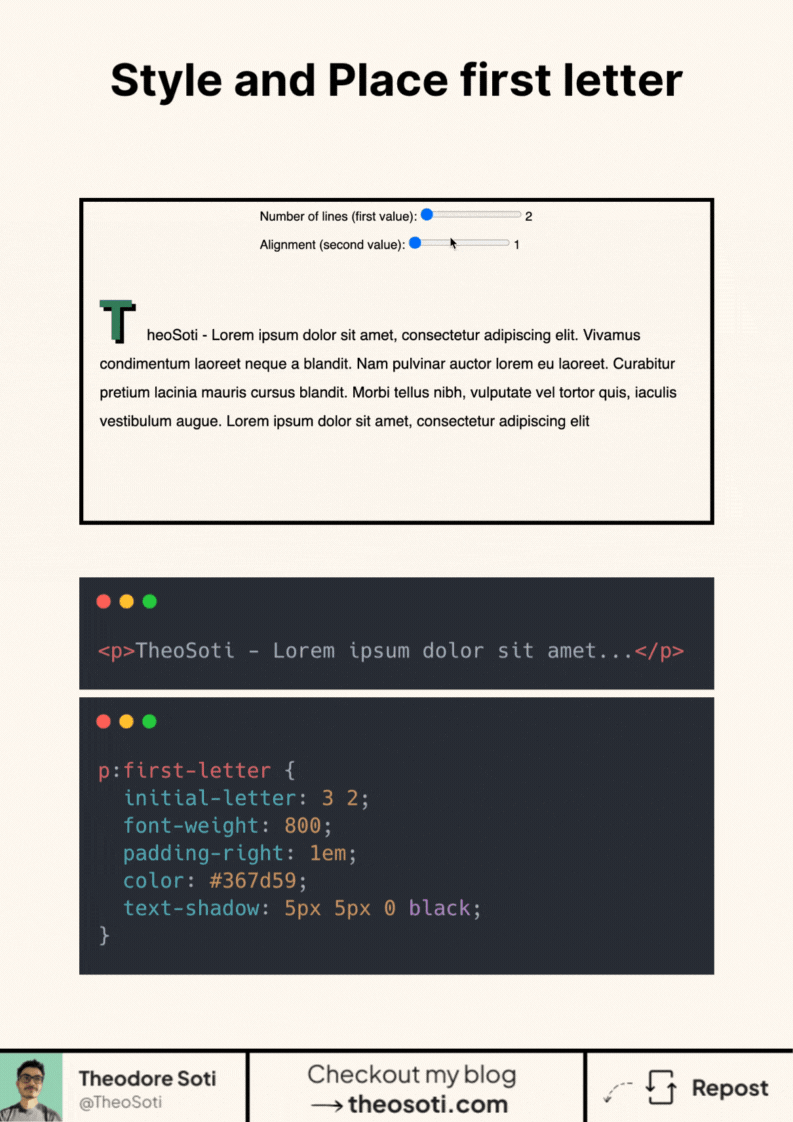 Style and Place first letter
Number of lines (first value): 2
Alignment (second value): 1
TheoSoti - Lorem ipsum dolor sit amet, consectetur adipiscing elit. Vivamus
condimentum laoreet neque a blandit. Nam pulvinar auctor lorem eu laoreet. Curabitur
pretium lacinia mauris cursus blandit. Morbi tellus nibh, vulputate vel tortor quis, iaculis
vestibulum augue. Lorem ipsum dolor sit amet, consectetur adipiscing elit
<p>TheoSoti - Lorem ipsum dolor sit amet...</p>
p:first-letter {
initial-letter: 3 2;
font-weight: 800;
padding-right: 1em;
color: #367d59;
text-shadow: 5px 5px 0 black;
}
Theodore Soti
@TheoSoti
Checkout my blog
→ theosoti.com
Repost